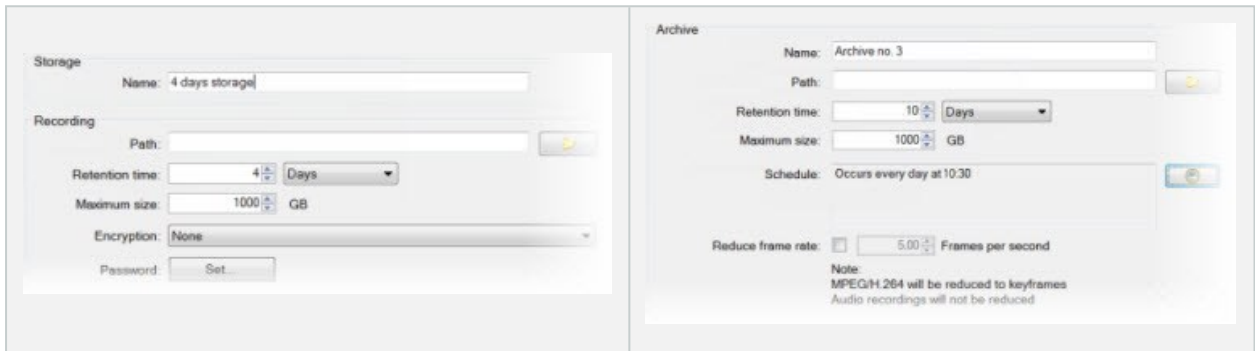 Storage
Name: 4 days storage
Recording
Path:
Retention time: 4 Days
Maximum size: 1000 GB
Encryption: None
Password: Set...
Archive
Name: Archive no. 3
Path:
Retention time: 10 Days
Maximum size: 1000 GB
Schedule: Occurs every day at 10:30
Reduce frame rate: 5.00 Frames per second
Note:
MPEG/H.264 will be reduced to keyframes
Audio recordings will not be reduced